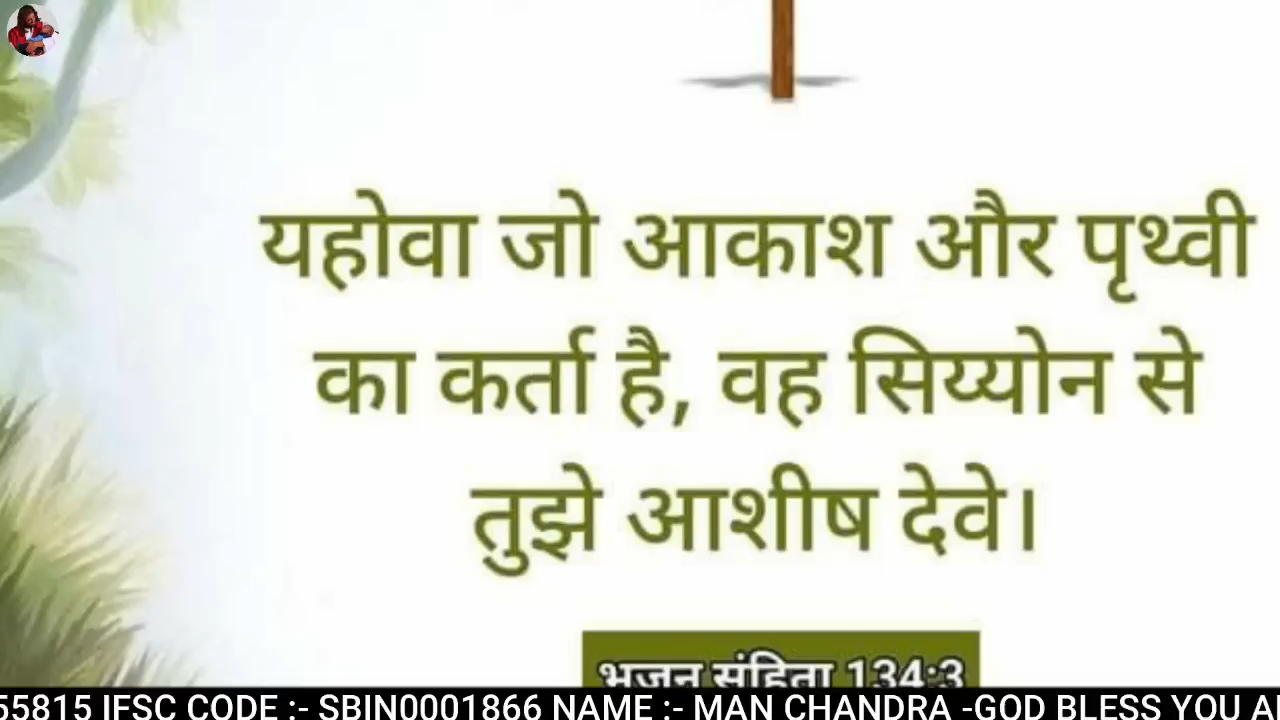 यहोवा जो आकाश और पृथ्वी
का कर्ता है, वह सिय्योन से
तुझे आशीष देवे।
भजन संहिता 134:3
55815 IFSC CODE :- SBIN0001866 NAME :- MAN CHANDRA -GOD BLESS YOU A